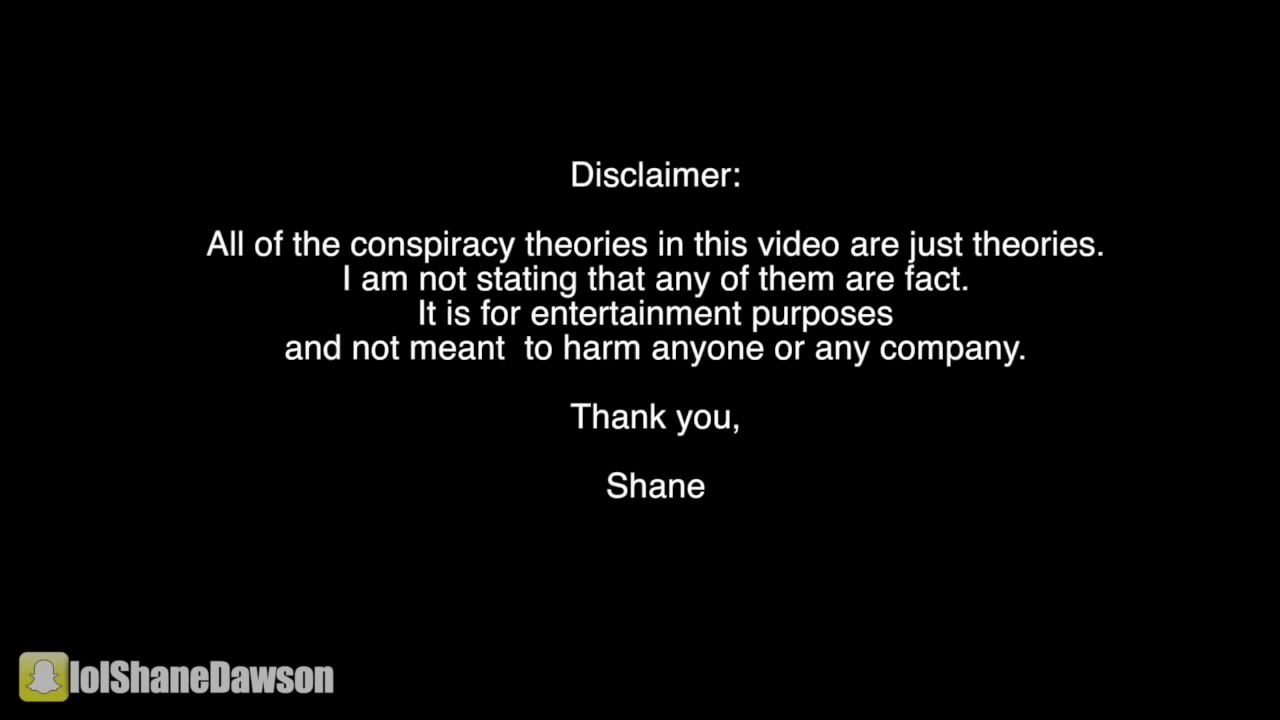 Disclaimer:
All of the conspiracy theories in this video are just theories.
I am not stating that any of them are fact.
It is for entertainment purposes
and not meant  to harm anyone or any company.
Thank you,
Shane
lolShaneDawson